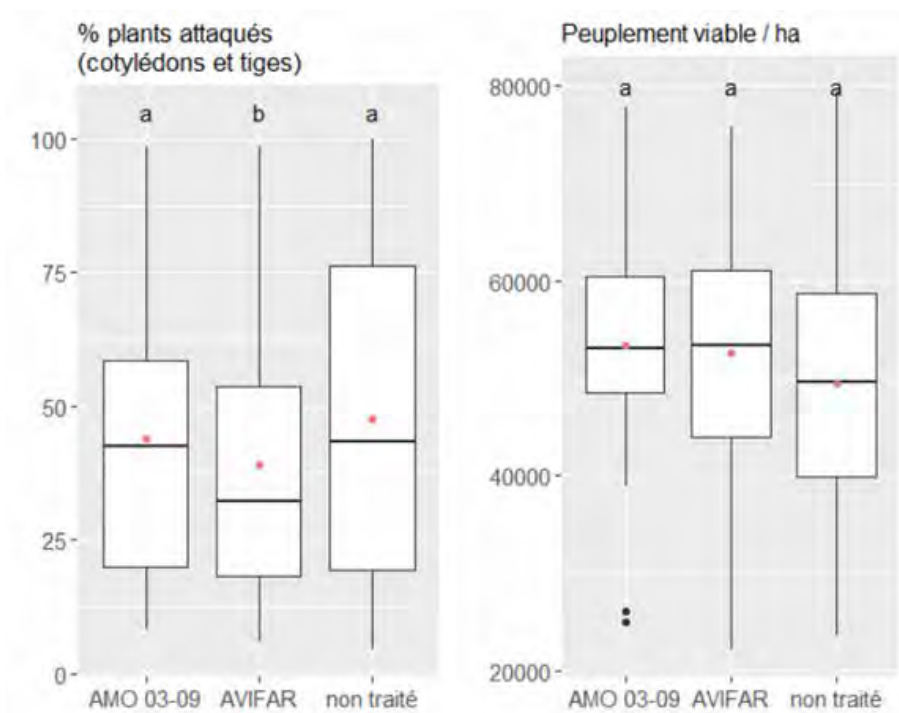 % plants attaqués
(cotylédons et tiges)
a b a
100
75
50
25
0
AMO 03-09 AVIFAR non traité
Peuplement viable / ha
80000
a a a
60000
40000
20000
AMO 03-09 AVIFAR non traité